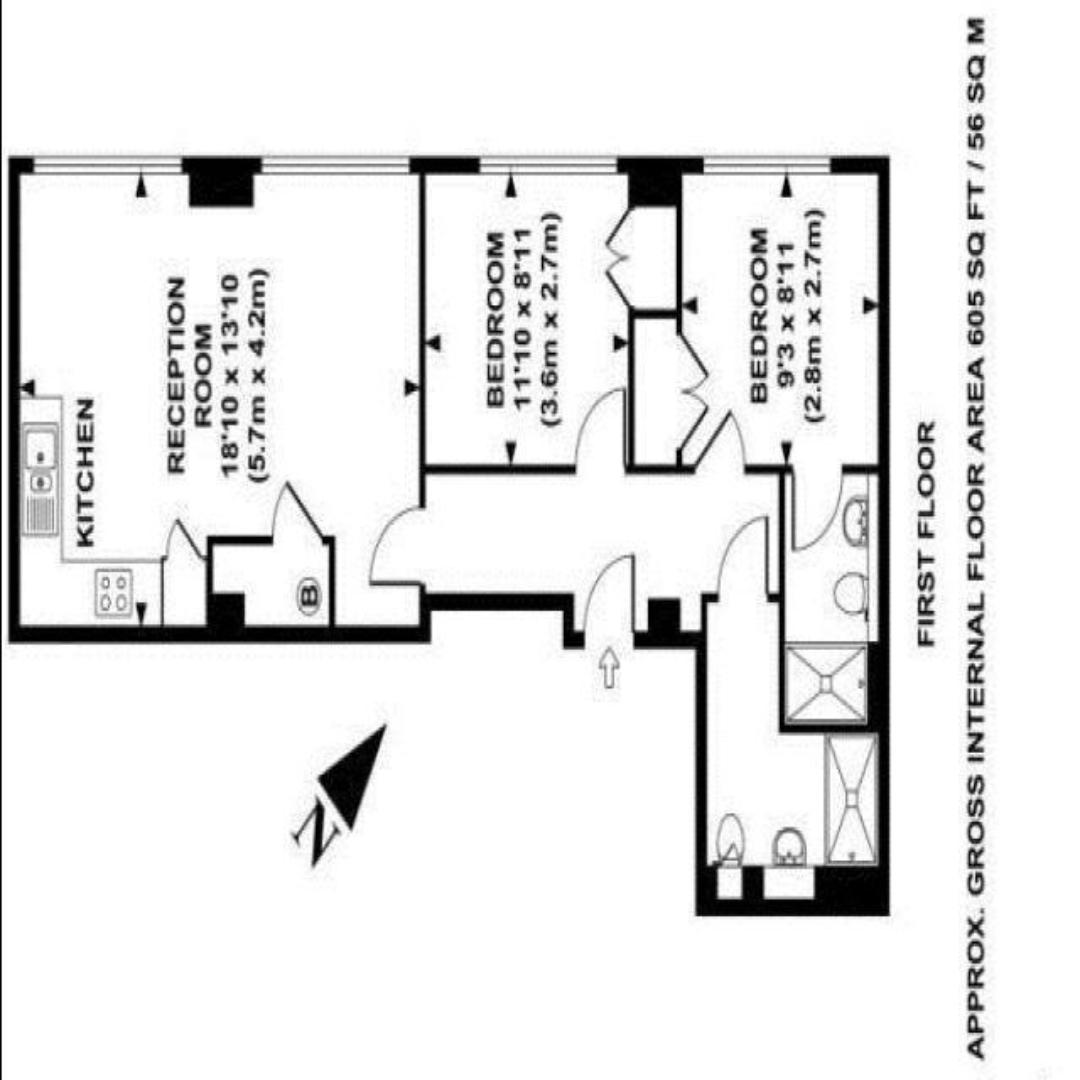 KITCHEN
RECEPTION
ROOM
18'10 x 13'10
(5.7m x 4.2m)
B
BEDROOM
11'10 x 8'11
(3.6m x 2.7m)
BEDROOM
9'3 x 8'11
(2.8m x 2.7m)
N
FIRST FLOOR
APPROX. GROSS INTERNAL FLOOR AREA 605 SQ FT / 56 SQ M